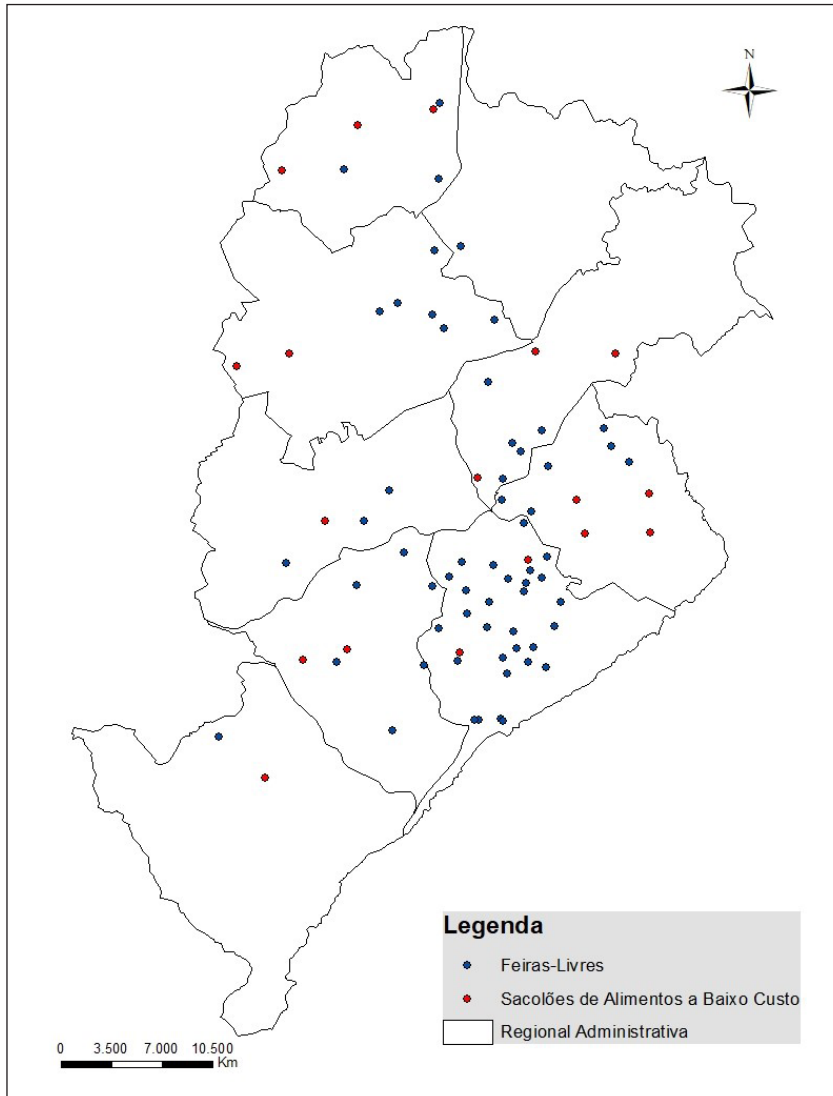 N
Legenda
Feiras-Livres
Sacolões de Alimentos a Baixo Custo
Regional Administrativa
0 3.500 7.000 10.500
Km